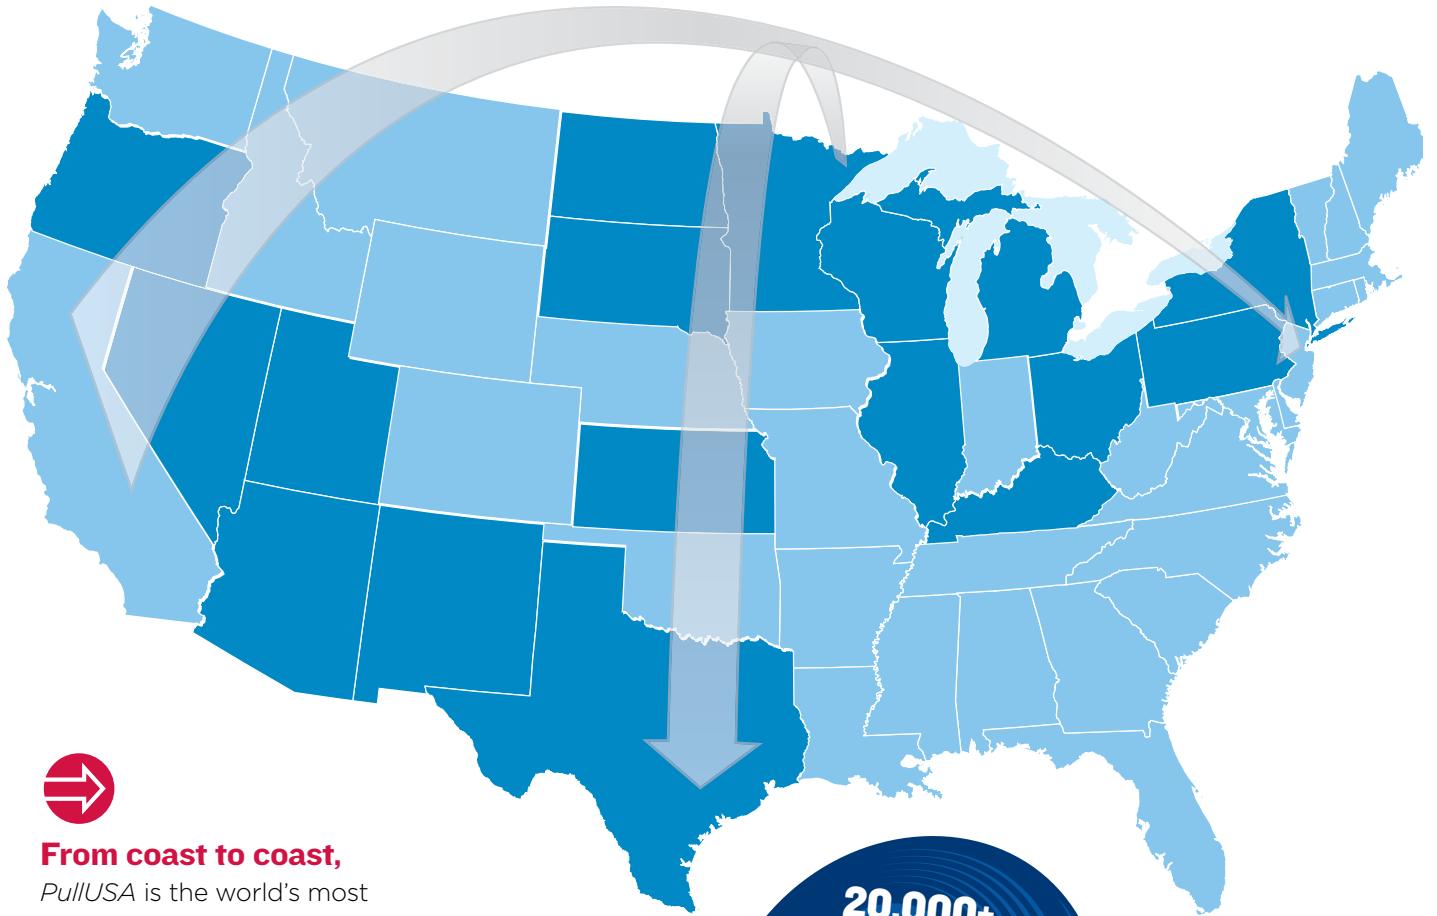 From coast to coast,
PullUSA is the world's most
20,000+